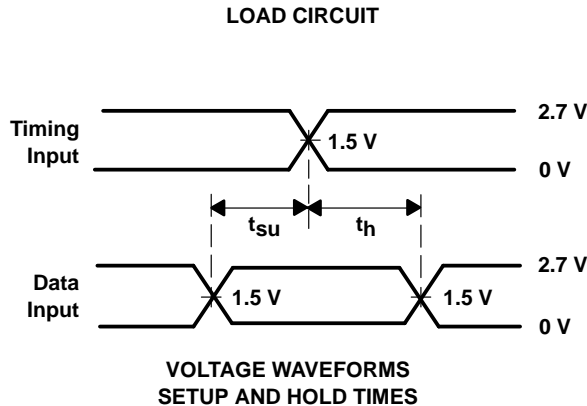 LOAD CIRCUIT
Timing
Input
2.7 V
1.5 V
0 V
tsu
th
Data
Input
2.7 V
1.5 V
1.5 V
0 V
VOLTAGE WAVEFORMS
SETUP AND HOLD TIMES